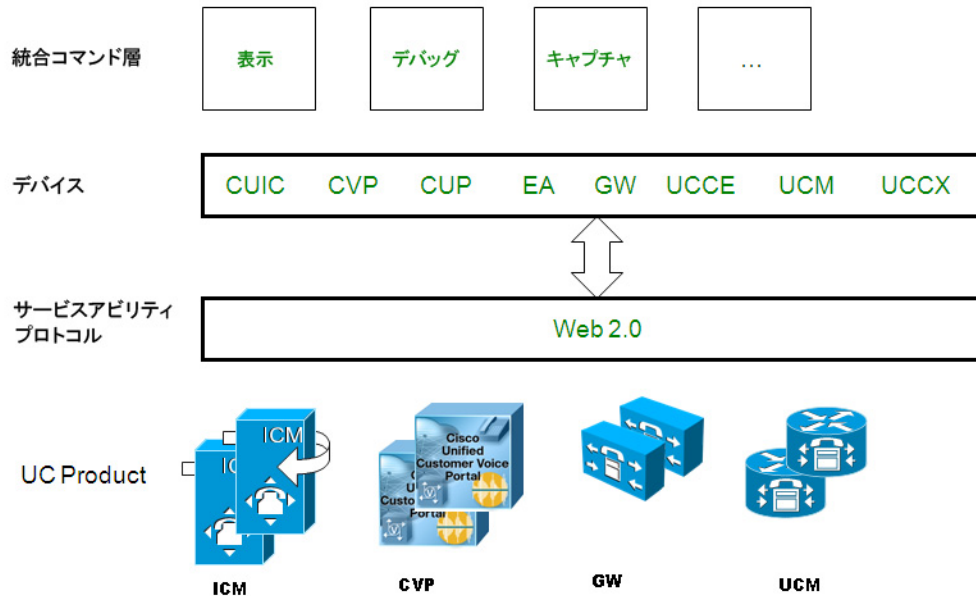 統合コマンド層
表示
デバッグ
キャプチャ
...
デバイス
CUIC CVP CUP EA GW UCCE UCM UCCX
サービスアビリティ
プロトコル
Web 2.0
UC Product
ICM
IC
Cisco
Unified
Customer Voice
Portal
C
U
Custo
Portal
V
V
ICM
CVP
GW
UCM